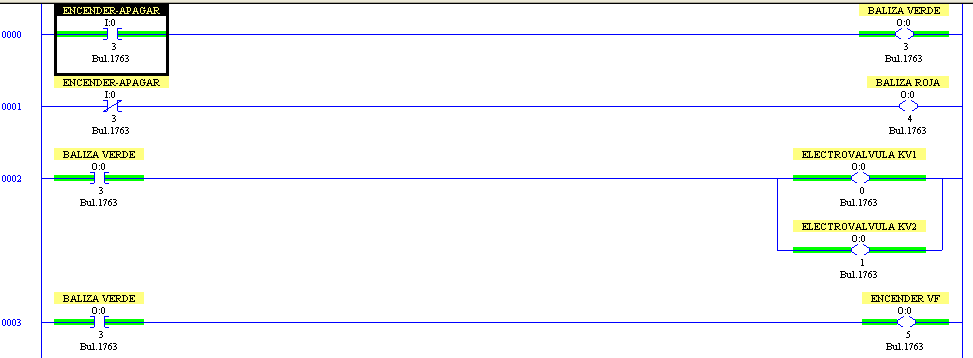 ENCENDER-APAGAR BALIZA VERDE
I:0 O:0
0000
3 3
Bul.1763 Bul.1763
ENCENDER-APAGAR BALIZA ROJA
I:0 O:0
0001
3 4
Bul.1763 Bul.1763
BALIZA VERDE ELECTROVALVULA KV1
O:0 O:0
0002
3 0
Bul.1763 Bul.1763
ELECTROVALVULA KV2
O:0
1
Bul.1763
BALIZA VERDE ENCENDER VF
O:0 O:0
0003
3 5
Bul.1763 Bul.1763